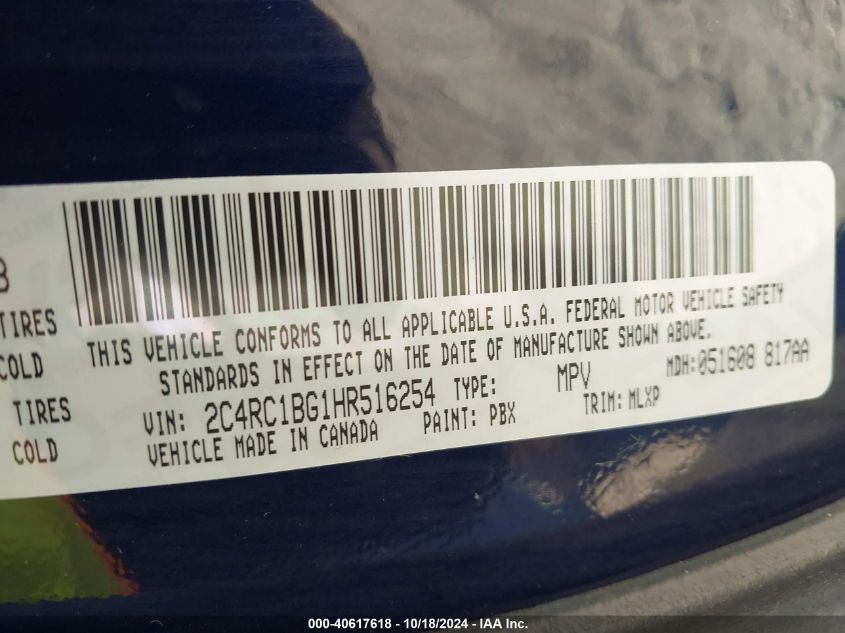 B
TIRES
COLD
TIRES
COLD
THIS VEHICLE CONFORMS TO ALL APPLICABLE U.S.A. FEDERAL MOTOR VEHICLE SAFETY
STANDARDS IN EFFECT ON THE DATE OF MANUFACTURE SHOWN ABOVE.
VIN: 2C4RC1BG1HR516254 TYPE: MPV MDH:051608 817AA
VEHICLE MADE IN CANADA PAINT: PBX TRIM: MLXP
000-40617618 - 10/18/2024 - IAA Inc.